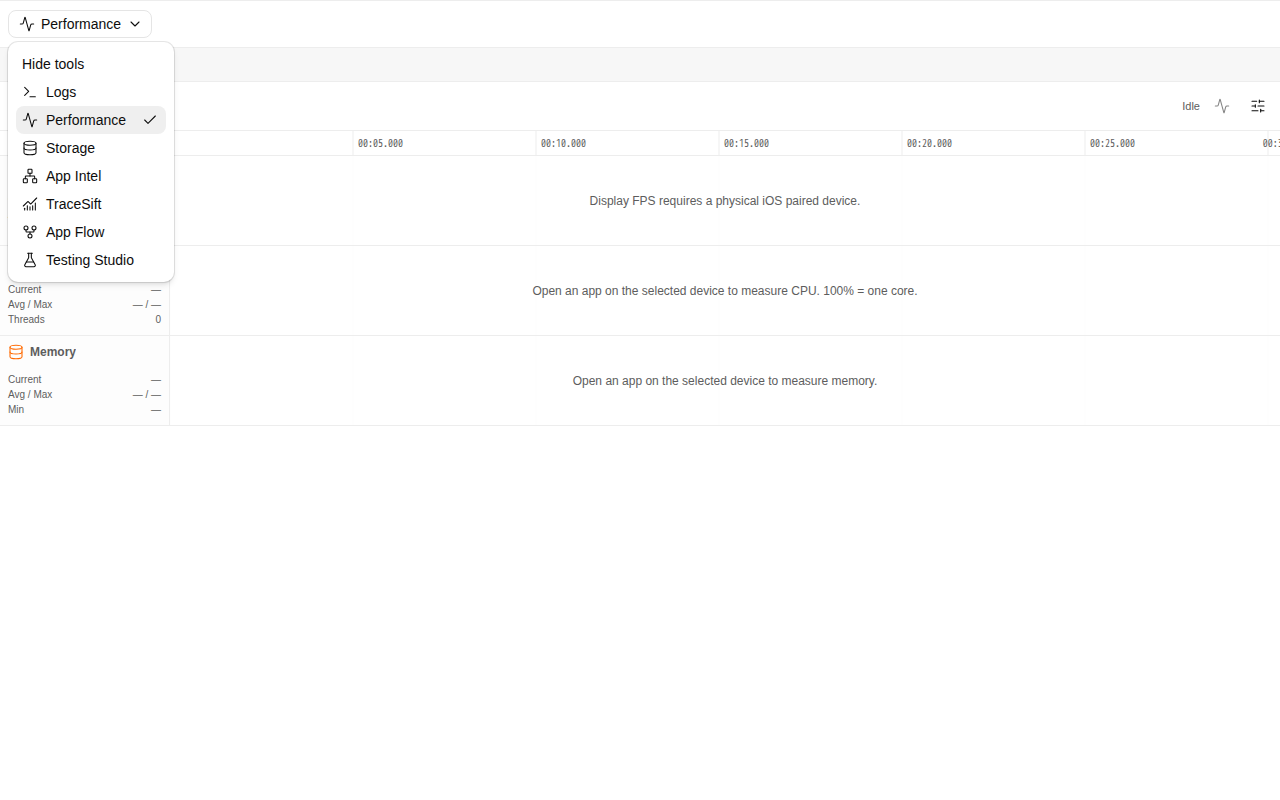 Performance
Hide tools
Logs
Performance
Storage
App Intel
TraceSift
App Flow
Testing Studio
Idle
00:05.000 00:10.000 00:15.000 00:20.000 00:25.000
Display FPS requires a physical iOS paired device.
Current —
Avg / Max — / —
Threads 0
Open an app on the selected device to measure CPU. 100% = one core.
Memory
Current —
Avg / Max — / —
Min —
Open an app on the selected device to measure memory.